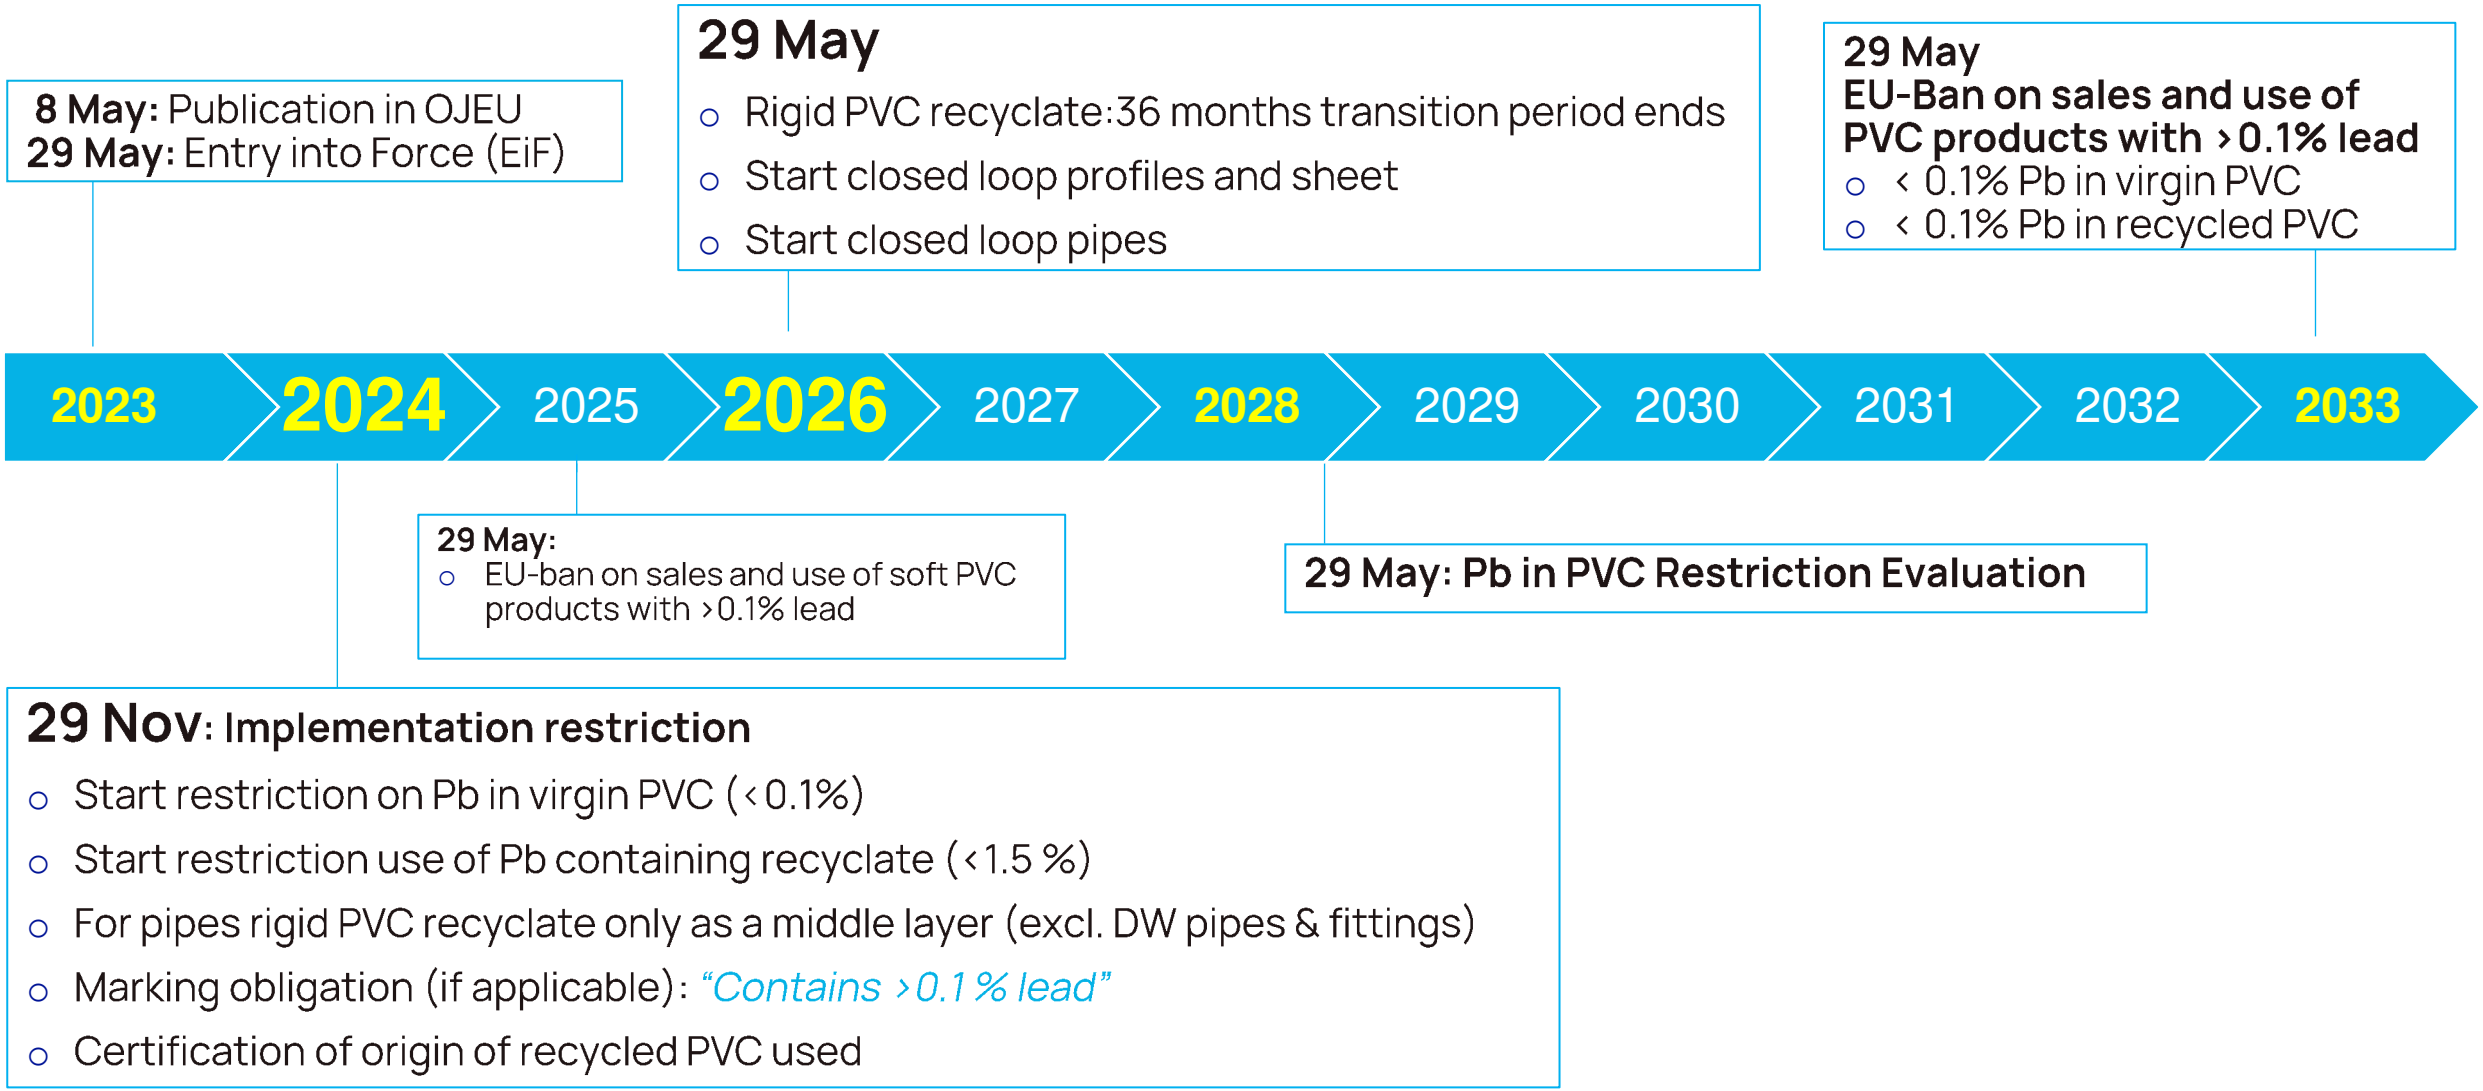 8 May: Publication in OJEU
29 May: Entry into Force (EiF)
29 May
Rigid PVC recyclate:36 months transition period ends
Start closed loop profiles and sheet
Start closed loop pipes
29 May
EU-Ban on sales and use of
PVC products with >0.1% lead
< 0.1% Pb in virgin PVC
< 0.1% Pb in recycled PVC
2023
2024
2025
2026
2027
2028
2029
2030
2031
2032
2033
29 May:
EU-ban on sales and use of soft PVC
products with >0.1% lead
29 May: Pb in PVC Restriction Evaluation
29 Nov: Implementation restriction
Start restriction on Pb in virgin PVC (<0.1%)
Start restriction use of Pb containing recyclate (<1.5 %)
For pipes rigid PVC recyclate only as a middle layer (excl. DW pipes & fittings)
Marking obligation (if applicable): “Contains >0.1 % lead”
Certification of origin of recycled PVC used